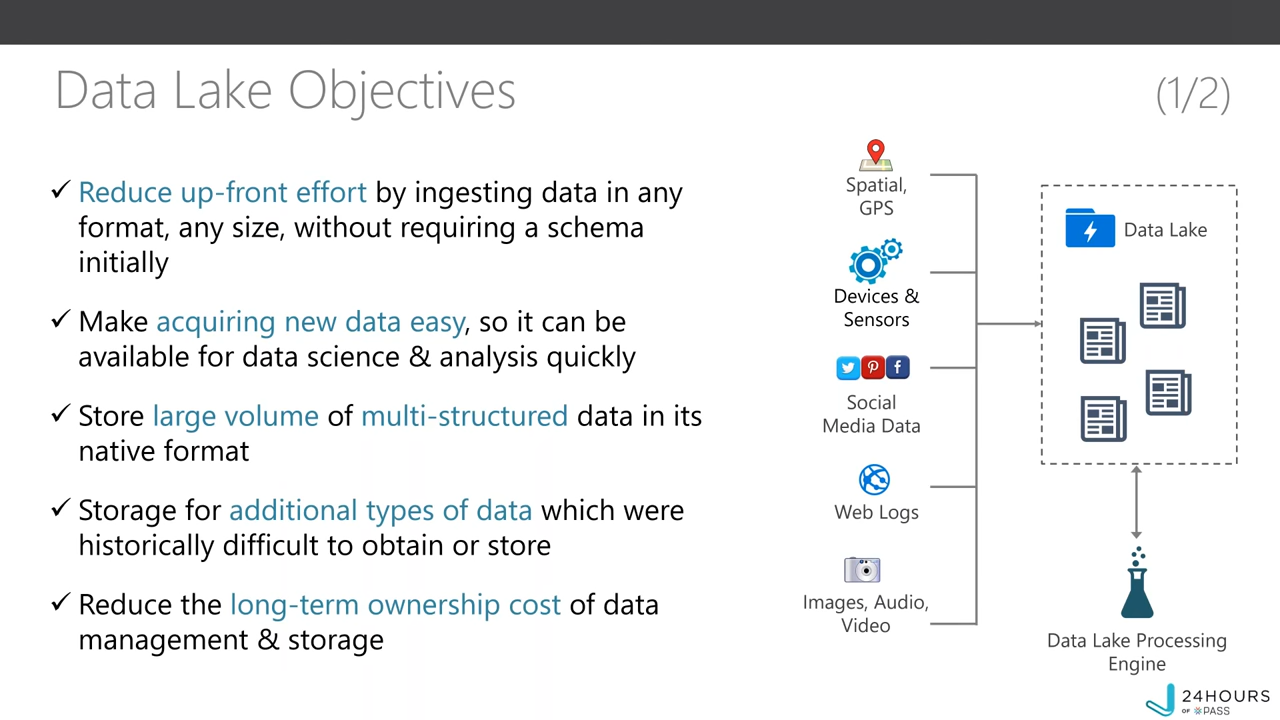 Data Lake Objectives
(1/2)
Reduce up-front effort by ingesting data in any
format, any size, without requiring a schema
initially
Make acquiring new data easy, so it can be
available for data science & analysis quickly
Store large volume of multi-structured data in its
native format
Storage for additional types of data which were
historically difficult to obtain or store
Reduce the long-term ownership cost of data
management & storage
Spatial,
GPS
Devices &
Sensors
Social
Media Data
Web Logs
Images, Audio,
Video
Data Lake
Data Lake Processing
Engine
24HOURS
OF PASS